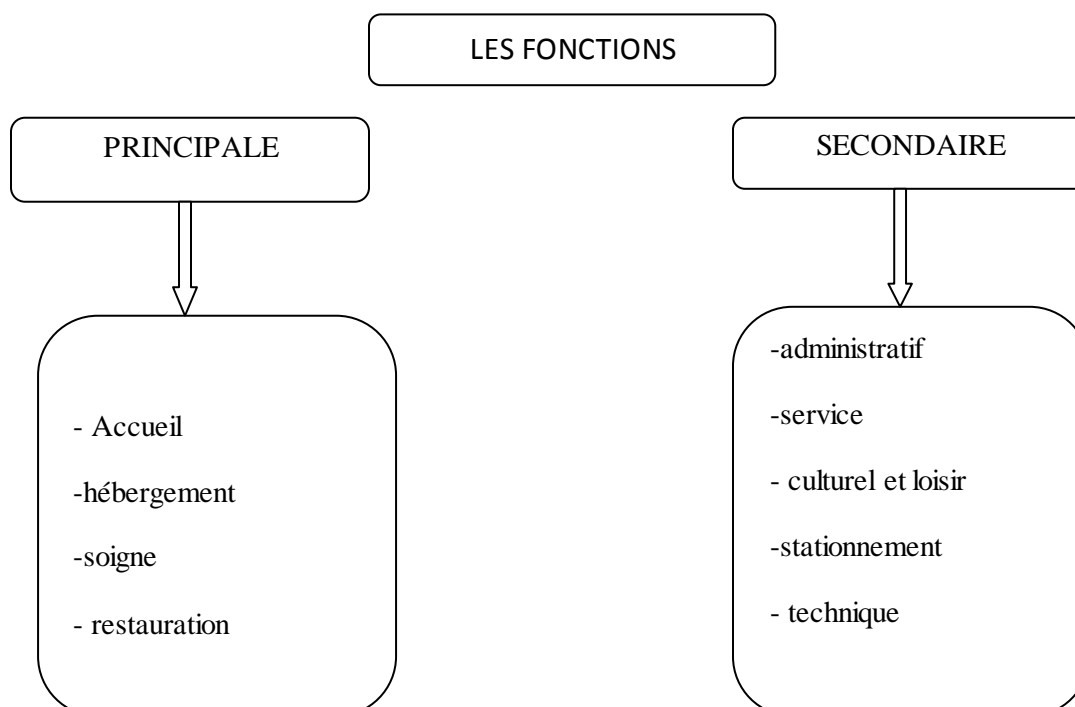 LES FONCTIONS
PRINCIPALE
SECONDAIRE
- Accueil
-hébergement
-soigne
- restauration
-administratif
-service
- culturel et loisir
-stationnement
- technique